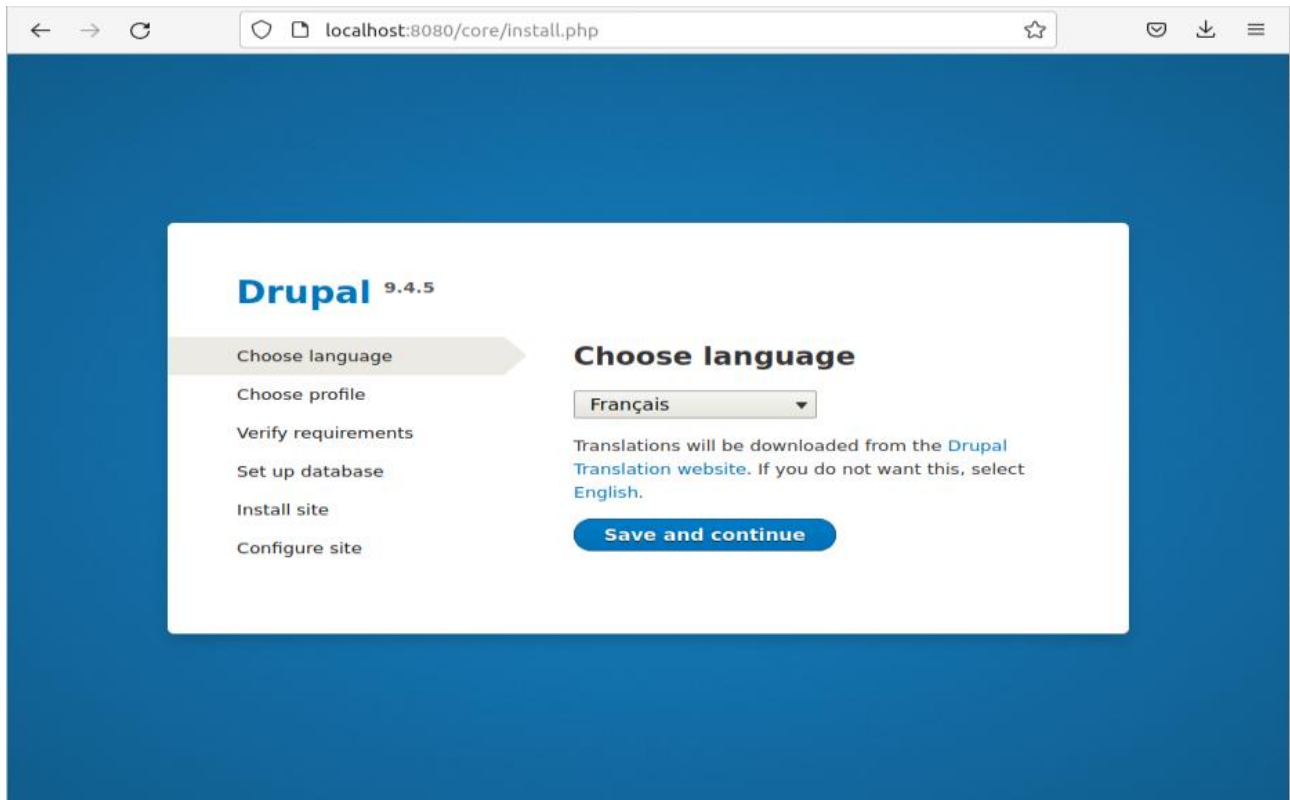 localhost:8080/core/install.php
Drupal 9.4.5
Choose language
Choose profile
Verify requirements
Set up database
Install site
Configure site
Choose language
Français
Translations will be downloaded from the Drupal
Translation website. If you do not want this, select
English.
Save and continue